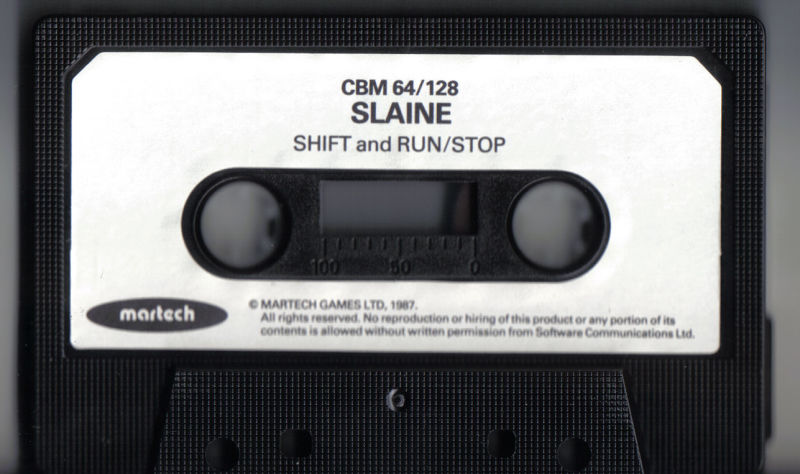 CBM 64/128
SLAINE
SHIFT and RUN/STOP
100 50 0
martech
© MARTECH GAMES LTD, 1987.
All rights reserved. No reproduction or hiring of this product or any portion of its
contents is allowed without written permission from Software Communications Ltd.